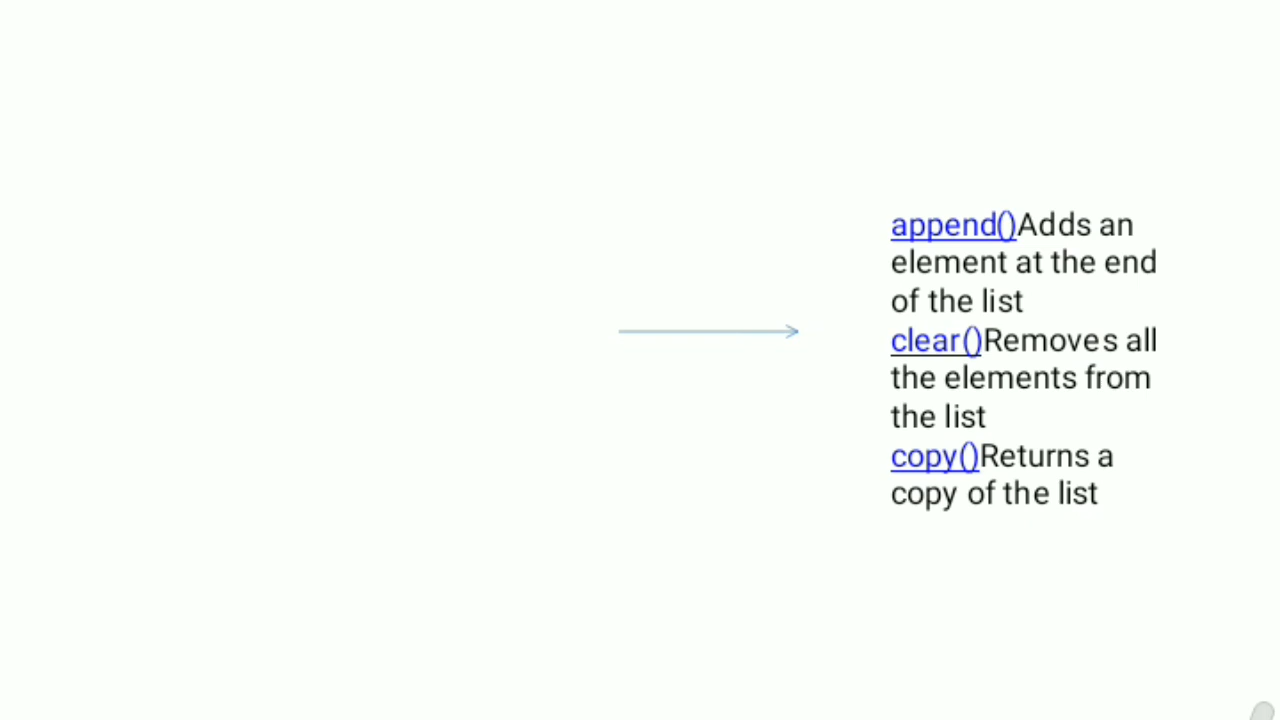 append()Adds an
element at the end
of the list
clear()Removes all
the elements from
the list
copy()Returns a
copy of the list